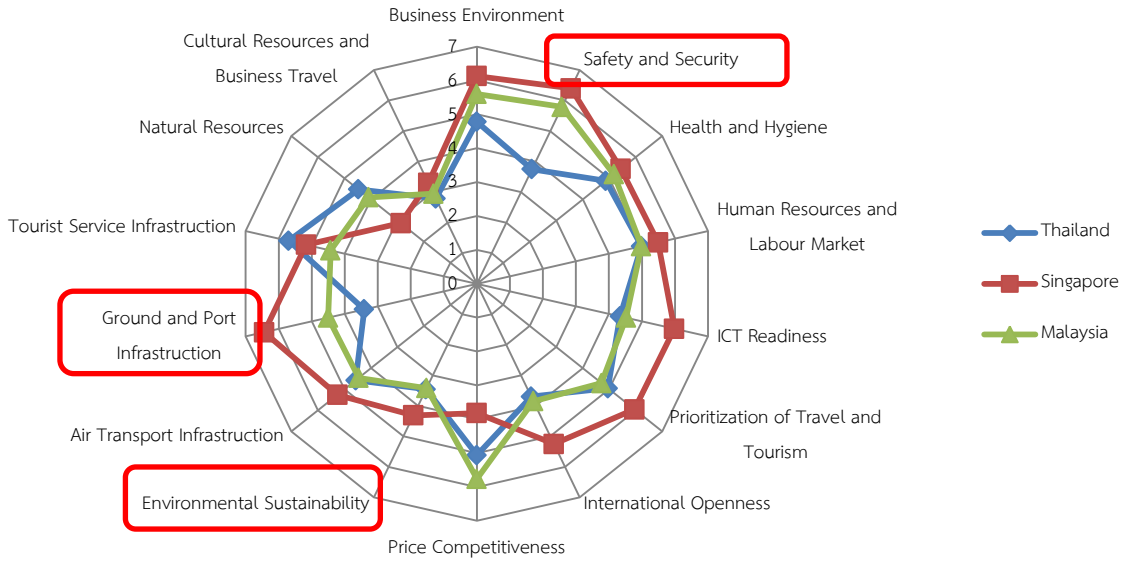 Business Environment
Cultural Resources and
Business Travel
Safety and Security
Natural Resources
Health and Hygiene
Tourist Service Infrastructure
Human Resources and
Labour Market
Ground and Port
Infrastruction
ICT Readiness
Air Transport Infrastruction
Prioritization of Travel and
Tourism
Environmental Sustainability
International Openness
Price Competitiveness
7
6
5
4
3
2
1
0
Thailand
Singapore
Malaysia